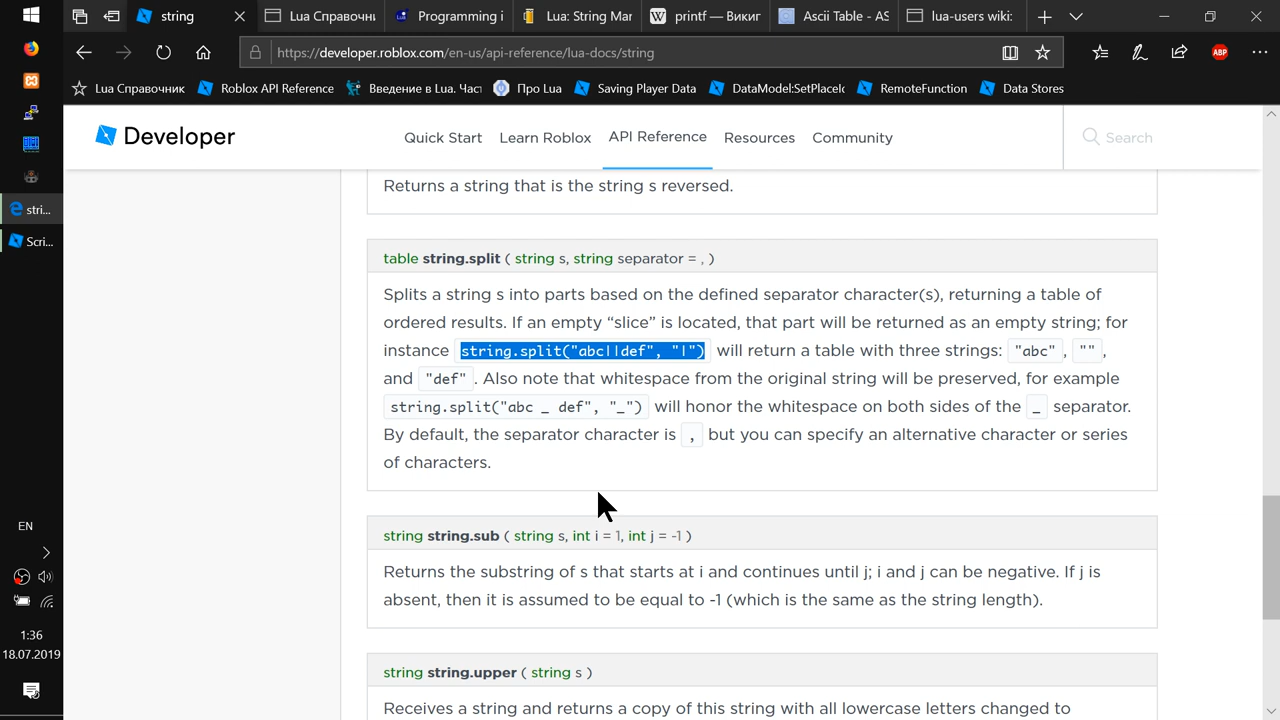 string
Lua Справочни
Programming i
Lua: String Mar
printf — Викиг
Ascii Table - AS
lua-users wiki:
https://developer.roblox.com/en-us/api-reference/lua-docs/string
ABP
Lua Справочник
Roblox API Reference
Введение в Lua. Час
Про Lua
Saving Player Data
DataModel:SetPlaceId
RemoteFunction
Data Stores
Developer
Quick Start
Learn Roblox
API Reference
Resources
Community
Search
Returns a string that is the string s reversed.
table string.split ( string s, string separator = , )
Splits a string s into parts based on the defined separator character(s), returning a table of
ordered results. If an empty “slice” is located, that part will be returned as an empty string; for
instance string.split("abc||def", "|") will return a table with three strings: "abc" , "" ,
and "def" . Also note that whitespace from the original string will be preserved, for example
string.split("abc _ def", "_") will honor the whitespace on both sides of the _ separator.
By default, the separator character is , but you can specify an alternative character or series
of characters.
string string.sub ( string s, int i = 1, int j = -1 )
Returns the substring of s that starts at i and continues until j; i and j can be negative. If j is
absent, then it is assumed to be equal to -1 (which is the same as the string length).
string string.upper ( string s )
Receives a string and returns a copy of this string with all lowercase letters changed to
stri...
Scri...
EN
1:36
18.07.2019